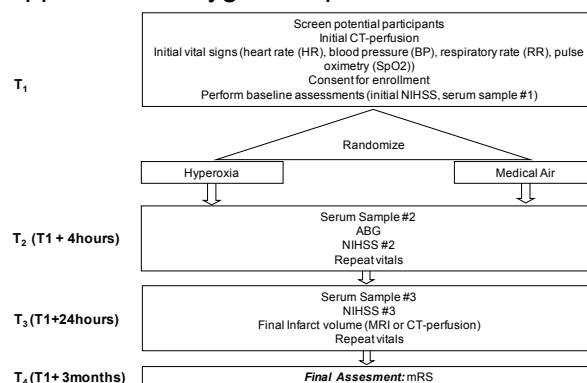 Screen potential participants
Initial CT-perfusion
Initial vital signs (heart rate (HR), blood pressure (BP), respiratory rate (RR), pulse
oximetry (SpO2))
Consent for enrollment
Perform baseline assessments (initial NIHSS, serum sample #1)
T1
Randomize
Hyperoxia
Medical Air
T2 (T1 + 4hours)
Serum Sample #2
ABG
NIHSS #2
Repeat vitals
T3 (T1+24hours)
Serum Sample #3
NIHSS #3
Final Infarct volume (MRI or CT-perfusion)
Repeat vitals
T4 (T1+ 3months)
Final Assesment: mRS